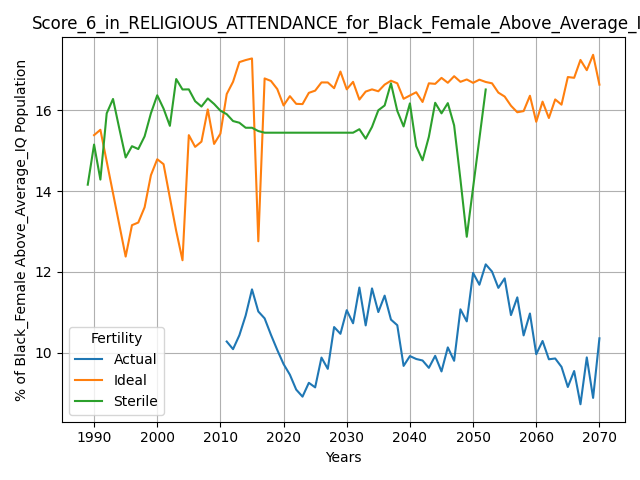 Score_6_in_RELIGIOUS_ATTENDANCE_for_Black_Female_Above_Average_I
% of Black_Female Above_Average_IQ Population
16
14
12
10
Fertility
Actual
Ideal
Sterile
1990 2000 2010 2020 2030 2040 2050 2060 2070
Years